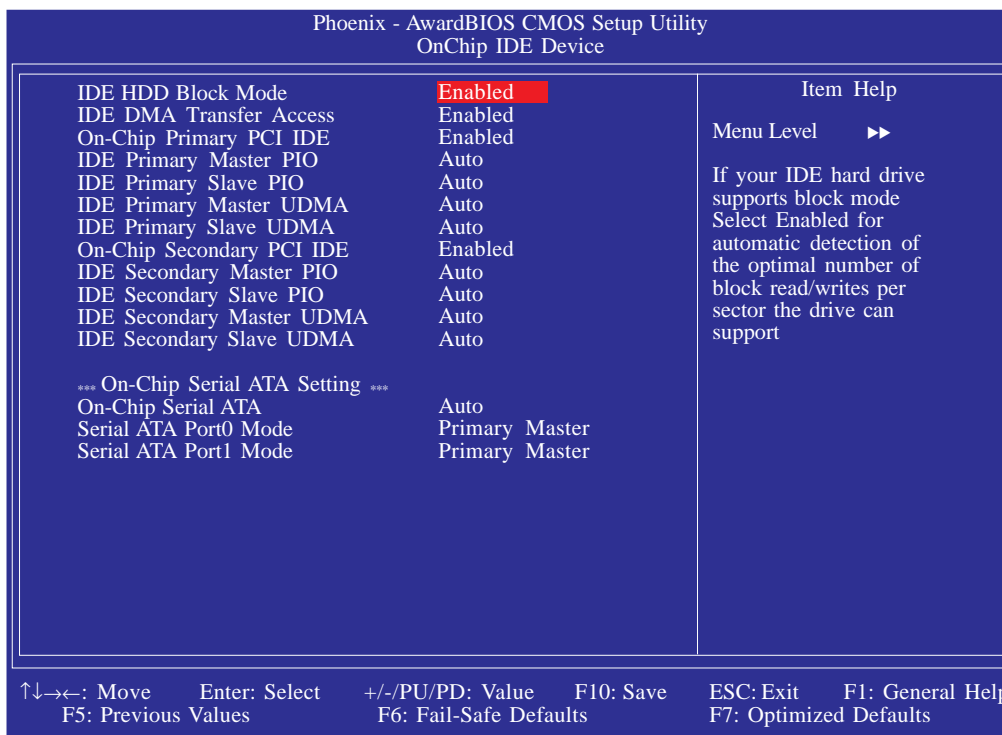 Phoenix - AwardBIOS CMOS Setup Utility
OnChip IDE Device
IDE HDD Block Mode Enabled
IDE DMA Transfer Access Enabled
On-Chip Primary PCI IDE Enabled
IDE Primary Master PIO Auto
IDE Primary Slave PIO Auto
IDE Primary Master UDMA Auto
IDE Primary Slave UDMA Auto
On-Chip Secondary PCI IDE Enabled
IDE Secondary Master PIO Auto
IDE Secondary Slave PIO Auto
IDE Secondary Master UDMA Auto
IDE Secondary Slave UDMA Auto
*** On-Chip Serial ATA Setting ***
On-Chip Serial ATA Auto
Serial ATA Port0 Mode Primary Master
Serial ATA Port1 Mode Primary Master
Item Help
Menu Level ▶▶
If your IDE hard drive
supports block mode
Select Enabled for
automatic detection of
the optimal number of
block read/writes per
sector the drive can
support
↑↓→←: Move Enter: Select +/-/PU/PD: Value F10: Save ESC: Exit F1: General Help
F5: Previous Values F6: Fail-Safe Defaults F7: Optimized Defaults